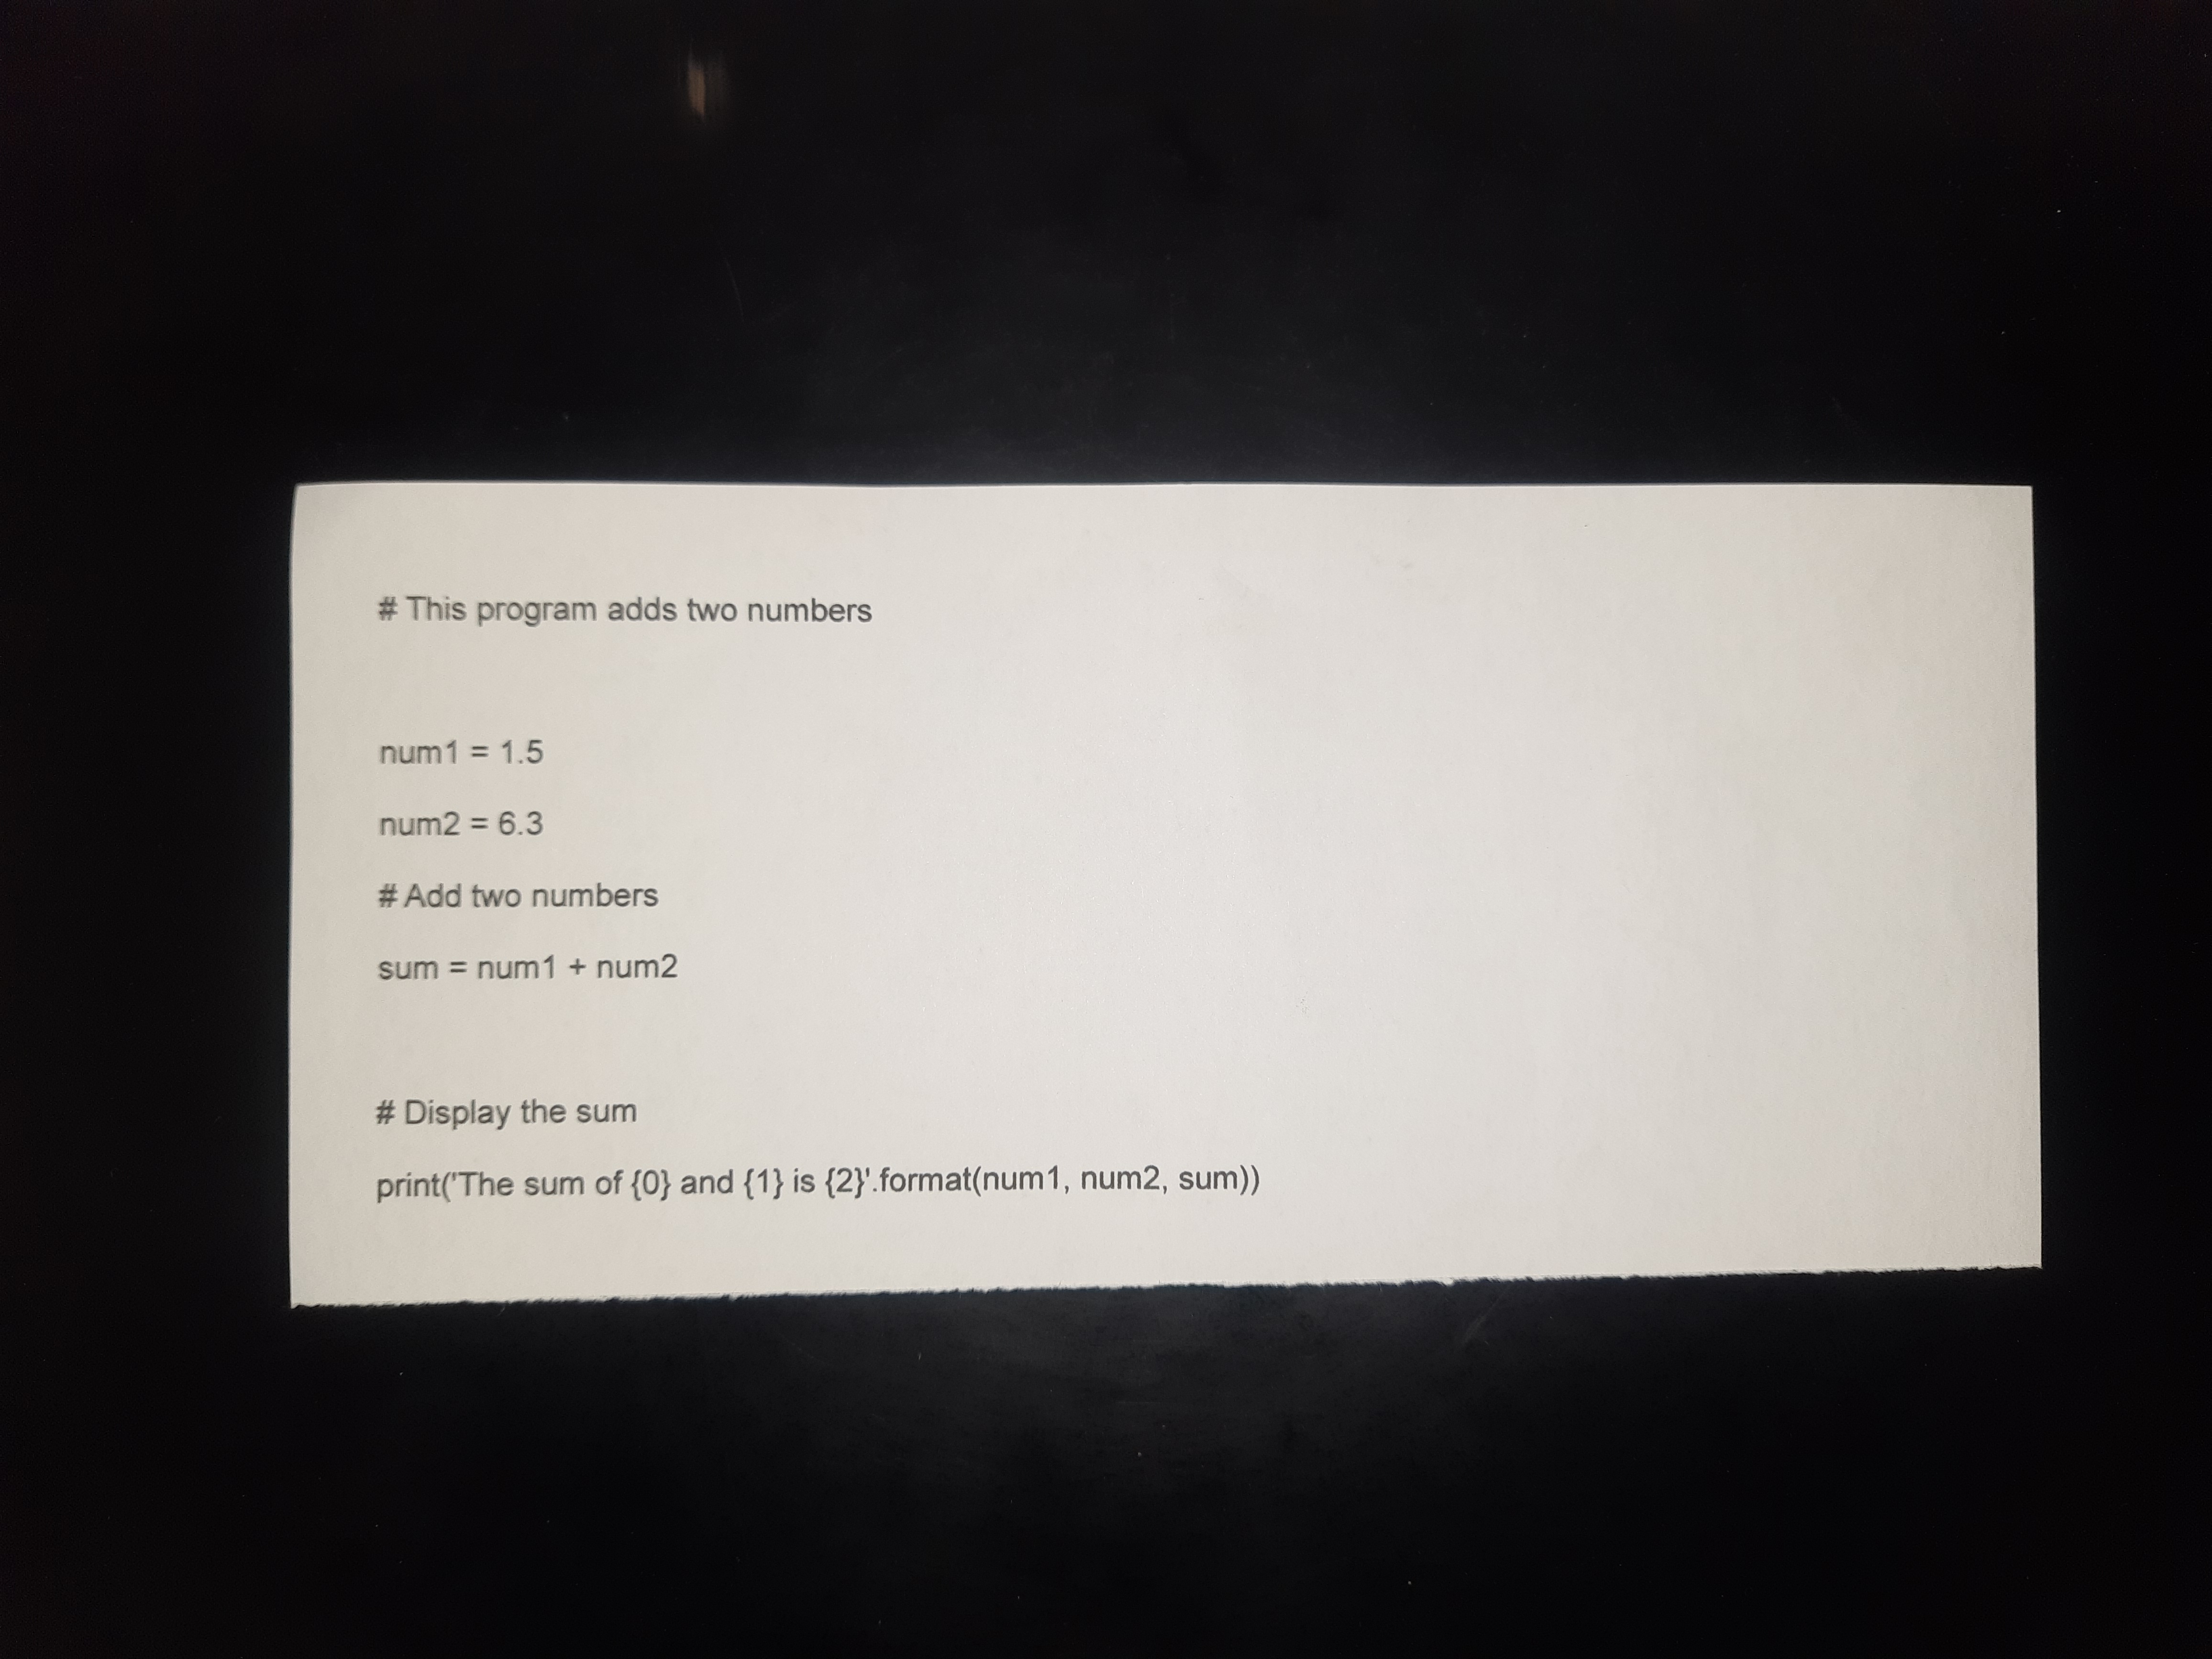 # This program adds two numbers
num1 = 1.5
num2 = 6.3
# Add two numbers
sum = num1 + num2
# Display the sum
print('The sum of {0} and {1} is {2}'.format(num1, num2, sum))